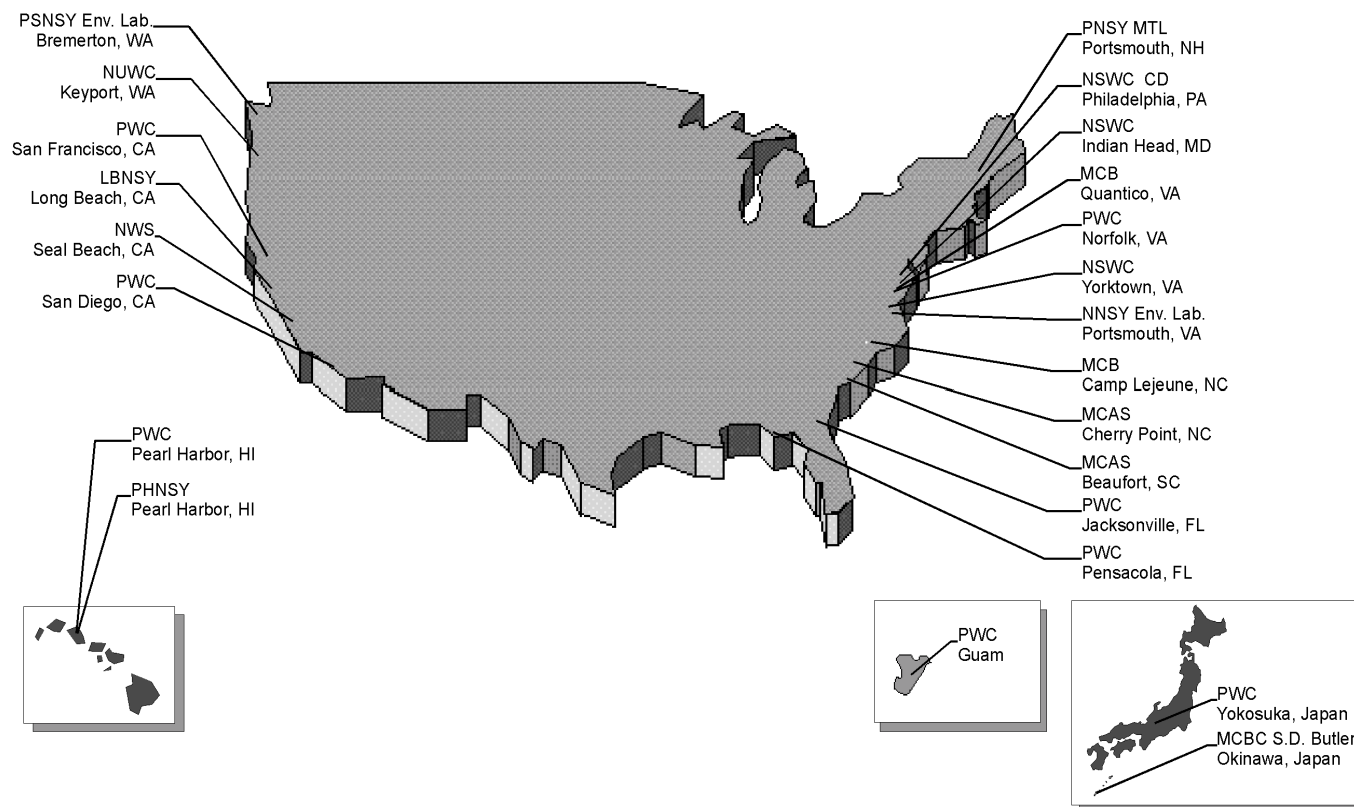 PSNSY Env. Lab.
Bremerton, WA
NUWC
Keyport, WA
PWC
San Francisco, CA
LBNSY
Long Beach, CA
NWS
Seal Beach, CA
PWC
San Diego, CA
PWC
Pearl Harbor, HI
PHNSY
Pearl Harbor, HI
PNSY MTL
Portsmouth, NH
NSWC CD
Philadelphia, PA
NSWC
Indian Head, MD
MCB
Quantico, VA
PWC
Norfolk, VA
NSWC
Yorktown, VA
NNSY Env. Lab.
Portsmouth, VA
MCB
Camp Lejeune, NC
MCAS
Cherry Point, NC
MCAS
Beaufort, SC
PWC
Jacksonville, FL
PWC
Pensacola, FL
PWC
Guam
PWC
Yokosuka, Japan
MCBC S.D. Butler
Okinawa, Japan